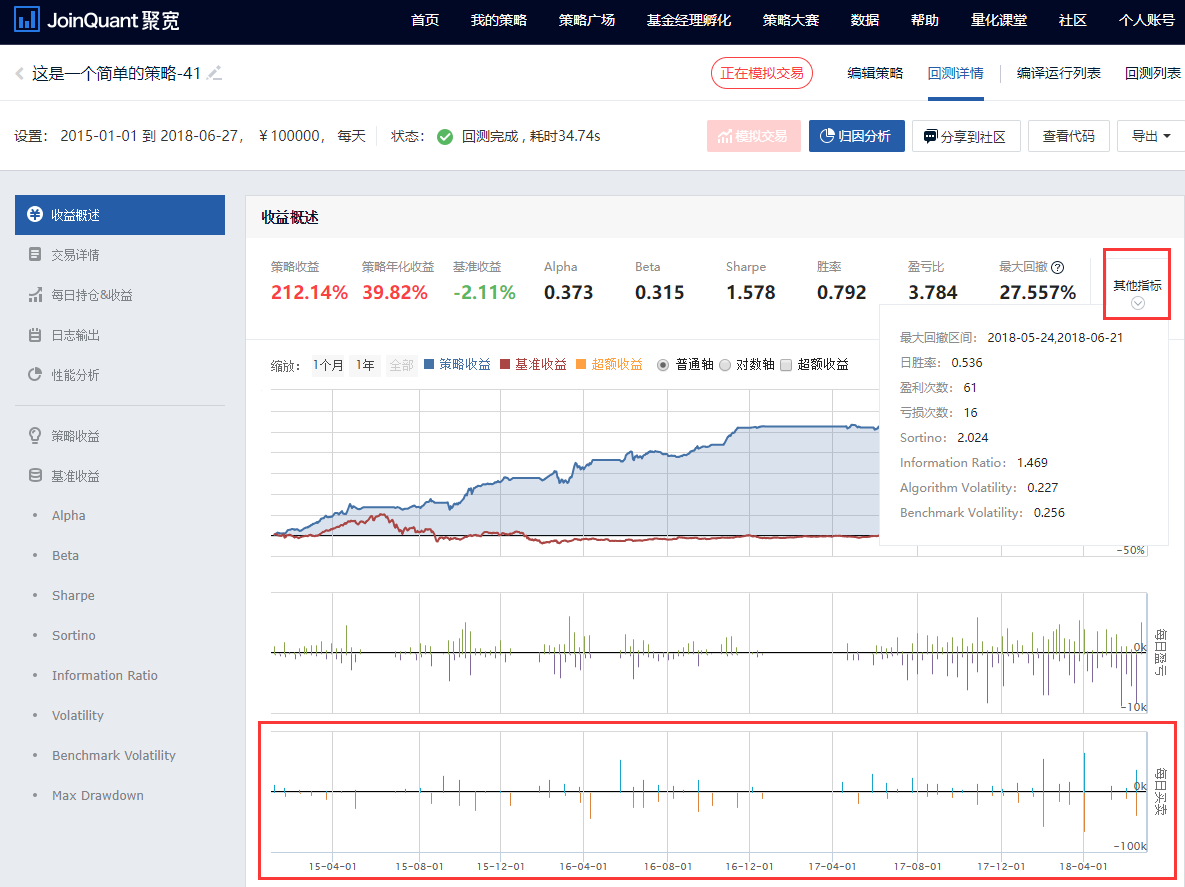 JoinQuant 聚宽 首页 我的策略 策略广场 基金经理孵化 策略大赛 数据 帮助 量化课堂 社区 个人账号
这是一个简单的策略-41 正在模拟交易 编辑策略 回测详情 编译运行列表 回测列表
设置: 2015-01-01 到 2018-06-27, ￥100000, 每天 状态: 回测完成 , 耗时34.74s 模拟交易 归因分析 分享到社区 查看代码 导出
收益概述
交易详情
每日持仓&收益
日志输出
性能分析
策略收益
基准收益
Alpha
Beta
Sharpe
Sortino
Information Ratio
Volatility
Benchmark Volatility
Max Drawdown
收益概述
策略收益 策略年化收益 基准收益 Alpha Beta Sharpe 胜率 盈亏比 最大回撤
212.14% 39.82% -2.11% 0.373 0.315 1.578 0.792 3.784 27.557%
其他指标
最大回撤区间: 2018-05-24,2018-06-21
日胜率: 0.536
盈利次数: 61
亏损次数: 16
Sortino: 2.024
Information Ratio: 1.469
Algorithm Volatility: 0.227
Benchmark Volatility: 0.256
缩放: 1个月 1年 全部 策略收益 基准收益 超额收益 普通轴 对数轴 超额收益
-50%
0k
-10k
每日盈亏
0k
-100k
每日买卖
15-04-01 15-08-01 15-12-01 16-04-01 16-08-01 16-12-01 17-04-01 17-08-01 17-12-01 18-04-01